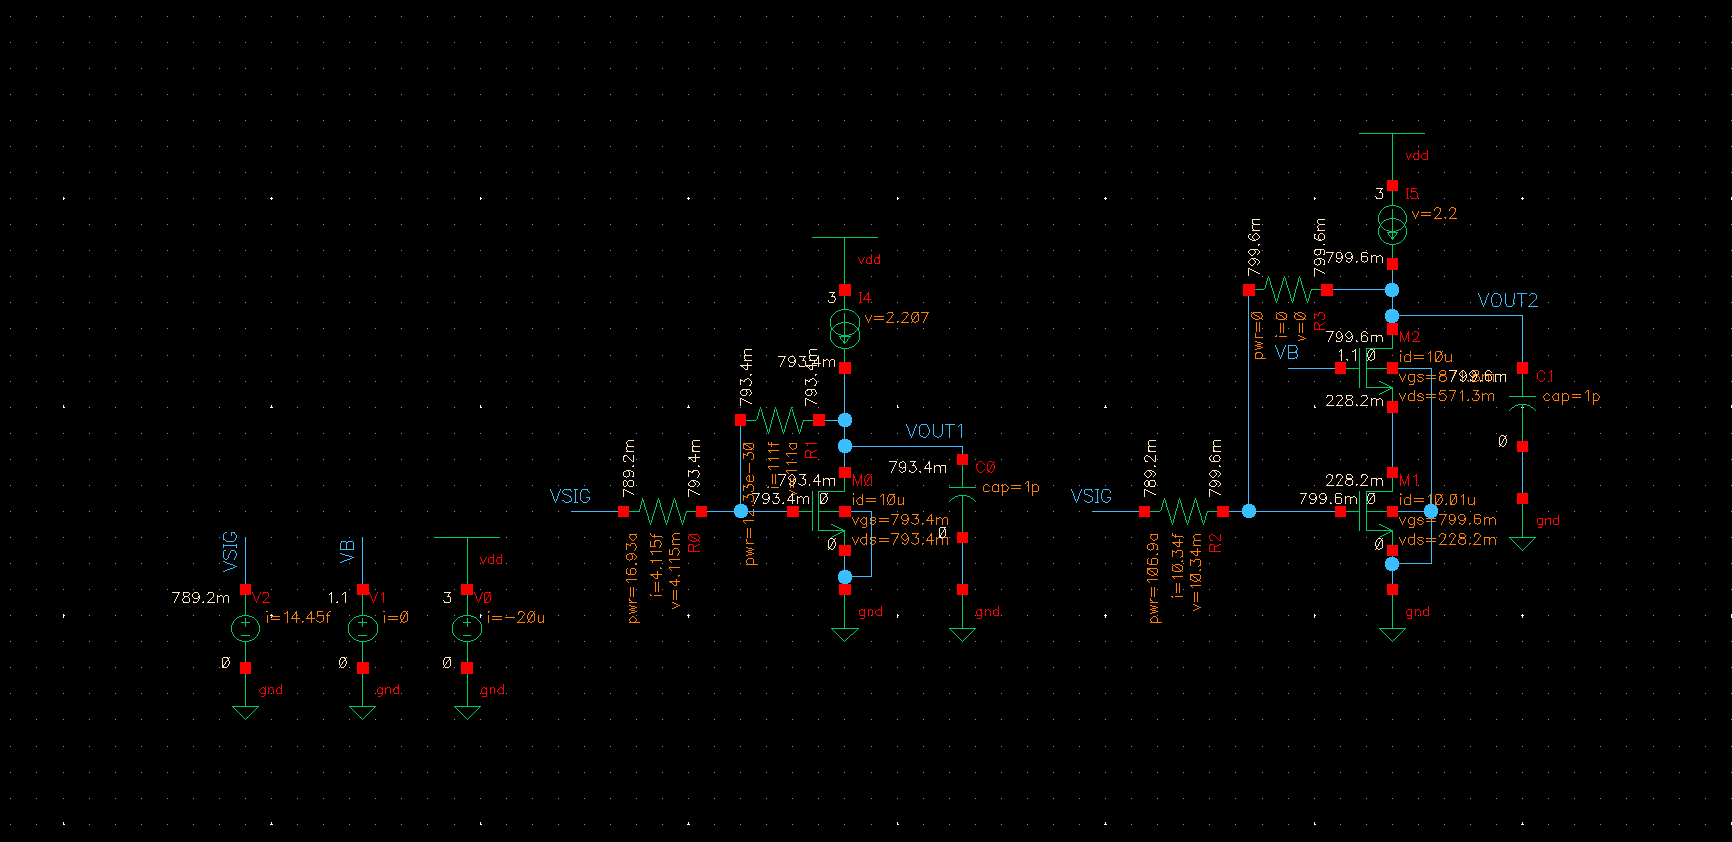 vdd
3
I5
v=2.2
799.6m
799.6m
799.6m
R3
pwr=0
i=0
v=0
VOUT2
799.6m
M2
VB
1.1
0
id=10u
vds=571.3m
228.2m
C1
cap=1p
0
gnd
vdd
3
I4
v=2.207
793.4m
793.4m
793.4m
R1
i=111f
VOUT1
793.4m
M0
793.4m
0
id=10u
vgs=793.4m
vds=793.4m
0
gnd
793.4m
C0
cap=1p
0
gnd
VSIG
789.2m
793.4m
R0
pwr=16.93a
i=4.115f
v=4.115m
VSIG
789.2m
799.6m
R2
pwr=106.9a
i=10.34f
v=10.34m
228.2m
M1
799.6m
0
id=10.01u
vgs=799.6m
vds=228.2m
0
gnd
VSIG
789.2m
V2
i=14.45f
0
gnd
VB
1.1
V1
i=0
0
gnd
vdd
3
V0
i=-20u
0
gnd